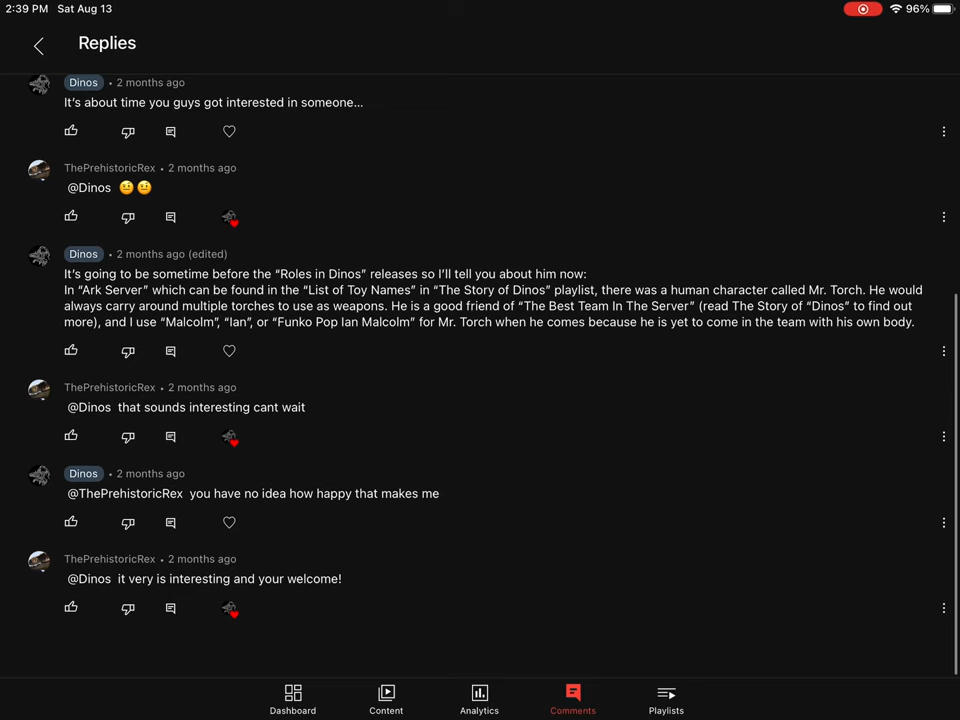 2:39 PM Sat Aug 13 96%
Replies
Dinos • 2 months ago
It's about time you guys got interested in someone...
ThePrehistoricRex • 2 months ago
@Dinos 😐😐
Dinos • 2 months ago (edited)
It's going to be sometime before the “Roles in Dinos” releases so I'll tell you about him now:
In “Ark Server” which can be found in the “List of Toy Names” in “The Story of Dinos” playlist, there was a human character called Mr. Torch. He would
always carry around multiple torches to use as weapons. He is a good friend of “The Best Team In The Server” (read The Story of “Dinos” to find out
more), and I use “Malcolm”, “Ian”, or “Funko Pop Ian Malcolm” for Mr. Torch when he comes because he is yet to come in the team with his own body.
ThePrehistoricRex • 2 months ago
@Dinos that sounds interesting cant wait
Dinos • 2 months ago
@ThePrehistoricRex you have no idea how happy that makes me
ThePrehistoricRex • 2 months ago
@Dinos it very is interesting and your welcome!
Dashboard Content Analytics Comments Playlists